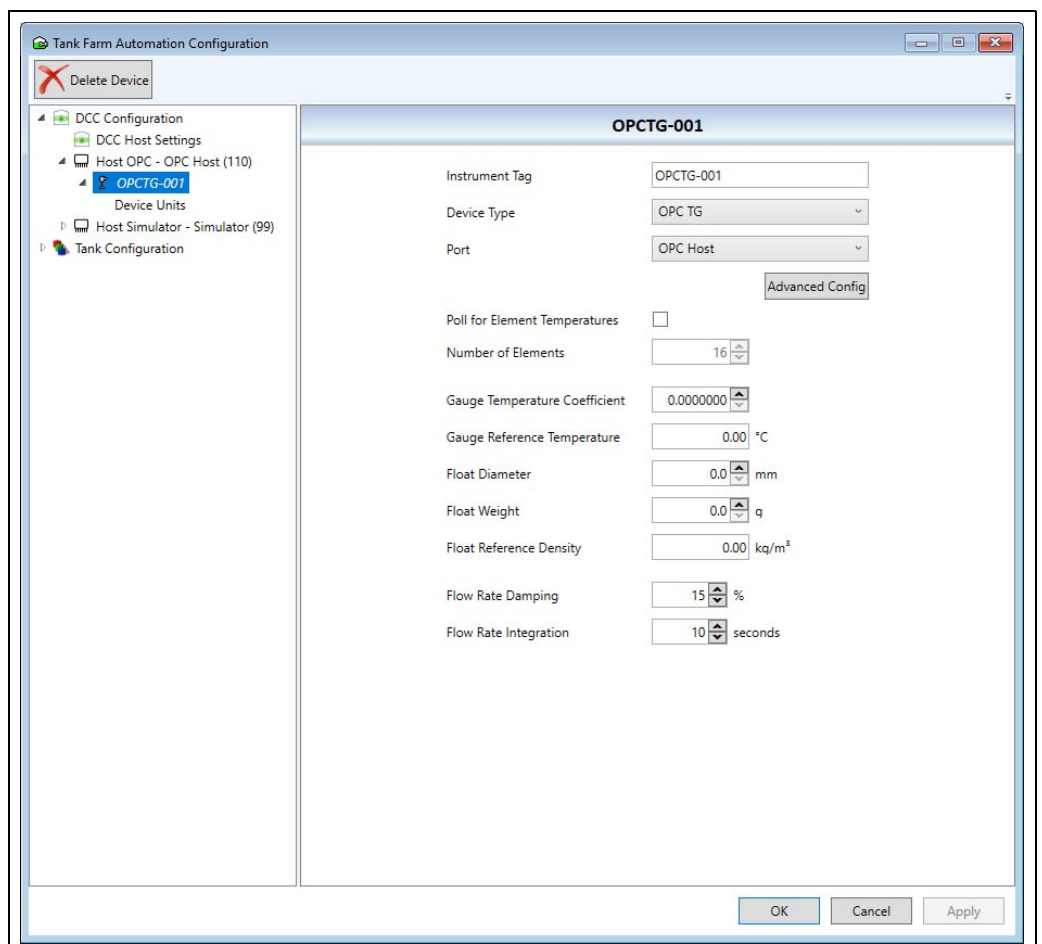 Tank Farm Automation Configuration
Delete Device
DCC Configuration
DCC Host Settings
Host OPC - OPC Host (110)
OPCTG-001
Device Units
Host Simulator - Simulator (99)
Tank Configuration
OPCTG-001
Instrument Tag OPCTG-001
Device Type OPC TG
Port OPC Host
Advanced Config
Poll for Element Temperatures
Number of Elements 16
Gauge Temperature Coefficient 0.0000000
Gauge Reference Temperature 0.00 °C
Float Diameter 0.0 mm
Float Weight 0.0 g
Float Reference Density 0.00 kg/m³
Flow Rate Damping 15 %
Flow Rate Integration 10 seconds
OK Cancel Apply